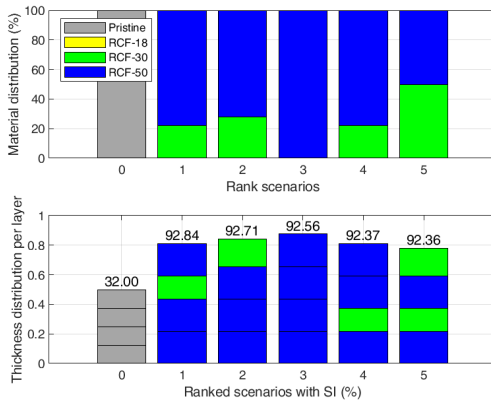 Material distribution (%)
100
80
60
40
20
0
Pristine
RCF-18
RCF-30
RCF-50
0 1 2 3 4 5
Rank scenarios
Thickness distribution per layer
1
0.8
0.6
0.4
0.2
0
32.00 92.84 92.71 92.56 92.37 92.36
0 1 2 3 4 5
Ranked scenarios with SI (%)